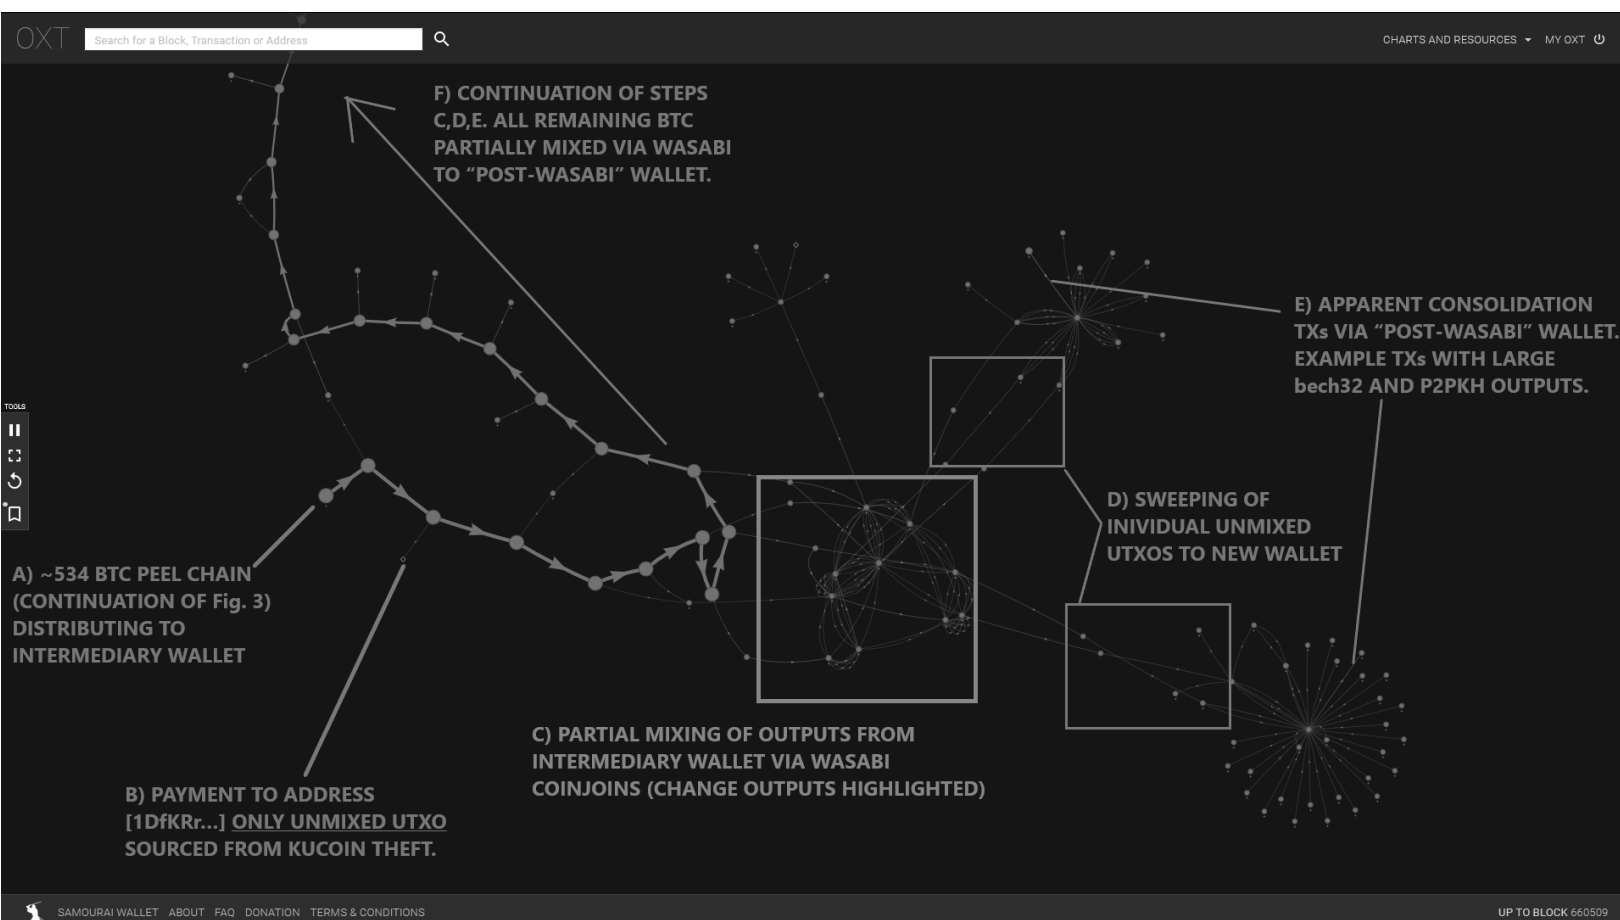 OXT
Search for a Block, Transaction or Address
CHARTS AND RESOURCES
MY OXT
F) CONTINUATION OF STEPS
C,D,E. ALL REMAINING BTC
PARTIALLY MIXED VIA WASABI
TO “POST-WASABI” WALLET.
E) APPARENT CONSOLIDATION
TXs VIA “POST-WASABI” WALLET.
EXAMPLE TXs WITH LARGE
bech32 AND P2PKH OUTPUTS.
TOOLS
D) SWEEPING OF
INIVIDUAL UNMIXED
UTXOS TO NEW WALLET
A) ~534 BTC PEEL CHAIN
(CONTINUATION OF Fig. 3)
DISTRIBUTING TO
INTERMEDIARY WALLET
C) PARTIAL MIXING OF OUTPUTS FROM
INTERMEDIARY WALLET VIA WASABI
COINJOINS (CHANGE OUTPUTS HIGHLIGHTED)
B) PAYMENT TO ADDRESS
[1DfKRr...] ONLY UNMIXED UTXO
SOURCED FROM KUCOIN THEFT.
SAMOURAI WALLET ABOUT FAQ DONATION TERMS & CONDITIONS
UP TO BLOCK 660509